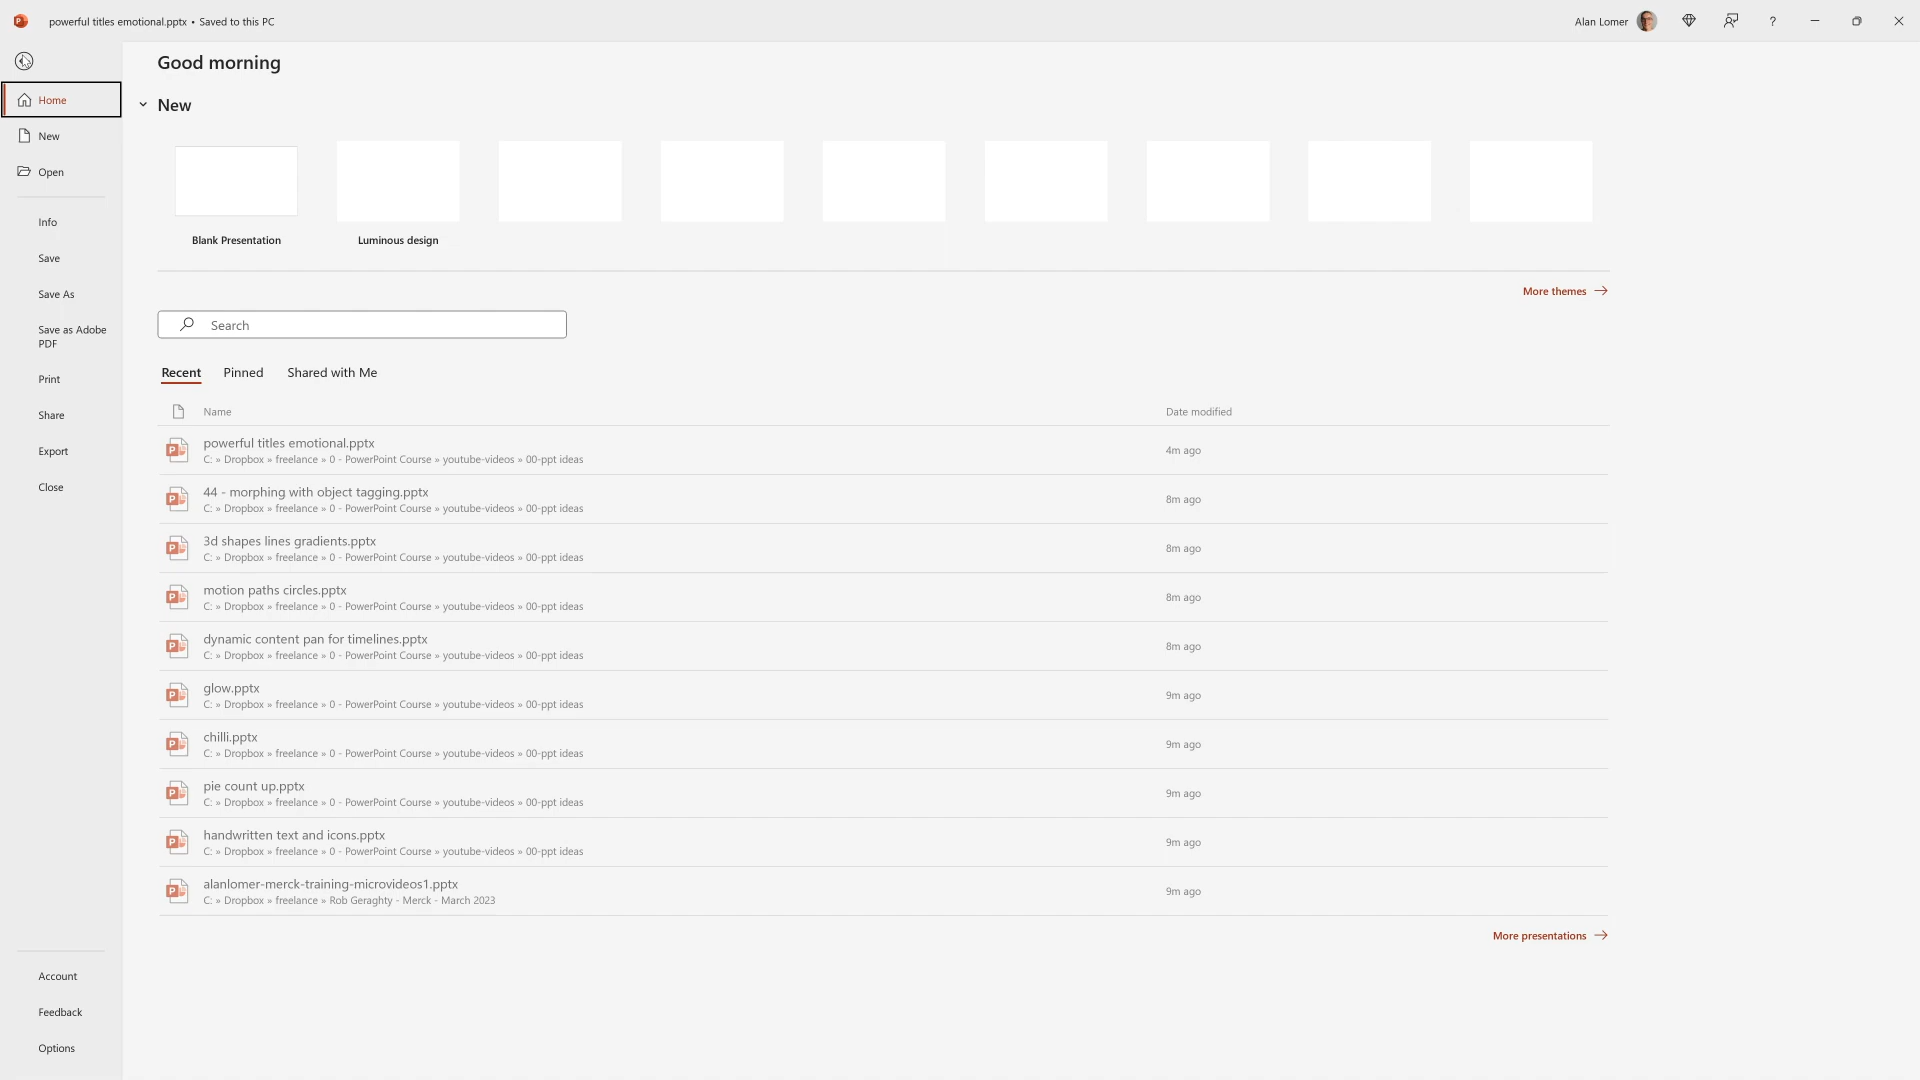 powerful titles emotional.pptx • Saved to this PC
Alan Lomer
?
Good morning
Home
New
New
Open
Blank Presentation
Luminous design
Info
Save
Save As
Save as Adobe
PDF
Print
Share
Export
Close
More themes
Search
Recent
Pinned
Shared with Me
Name
Date modified
powerful titles emotional.pptx
C: » Dropbox » freelance » 0 - PowerPoint Course » youtube-videos » 00-ppt ideas
4m ago
44 - morphing with object tagging.pptx
C: » Dropbox » freelance » 0 - PowerPoint Course » youtube-videos » 00-ppt ideas
8m ago
3d shapes lines gradients.pptx
C: » Dropbox » freelance » 0 - PowerPoint Course » youtube-videos » 00-ppt ideas
8m ago
motion paths circles.pptx
C: » Dropbox » freelance » 0 - PowerPoint Course » youtube-videos » 00-ppt ideas
8m ago
dynamic content pan for timelines.pptx
C: » Dropbox » freelance » 0 - PowerPoint Course » youtube-videos » 00-ppt ideas
8m ago
glow.pptx
C: » Dropbox » freelance » 0 - PowerPoint Course » youtube-videos » 00-ppt ideas
9m ago
chilli.pptx
C: » Dropbox » freelance » 0 - PowerPoint Course » youtube-videos » 00-ppt ideas
9m ago
pie count up.pptx
C: » Dropbox » freelance » 0 - PowerPoint Course » youtube-videos » 00-ppt ideas
9m ago
handwritten text and icons.pptx
C: » Dropbox » freelance » 0 - PowerPoint Course » youtube-videos » 00-ppt ideas
9m ago
alanlomer-merck-training-microvideos1.pptx
C: » Dropbox » freelance » Rob Geraghty - Merck - March 2023
9m ago
More presentations
Account
Feedback
Options